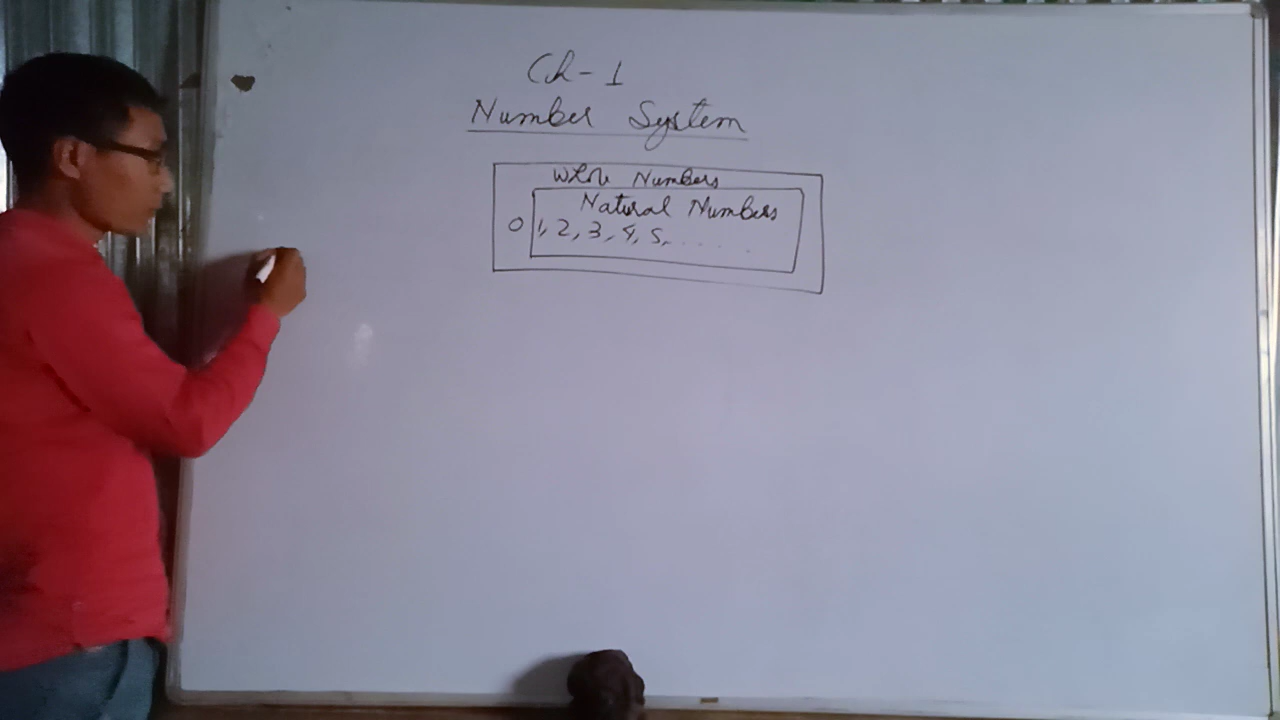 Ch-1
Number System
Whole Numbers
Natural Numbers
0 1, 2, 3, 4, 5, . . . . .